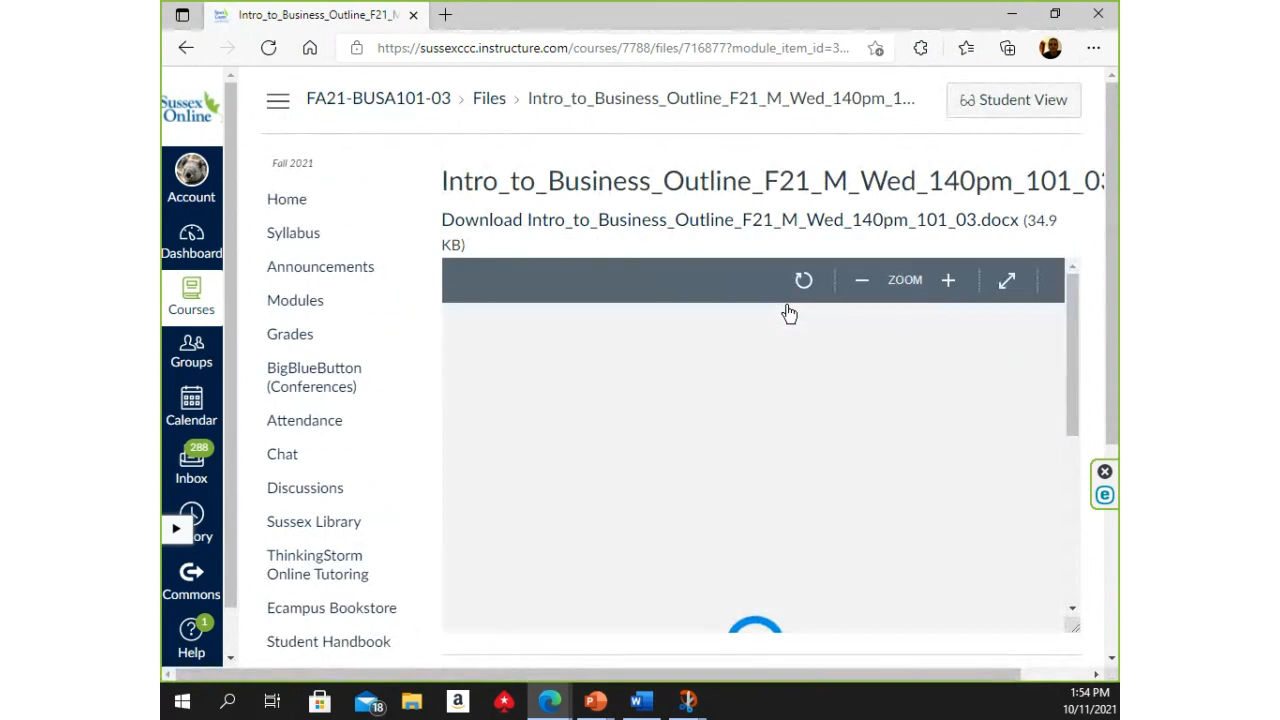 Intro_to_Business_Outline_F21_M
https://sussexccc.instructure.com/courses/7788/files/716877?module_item_id=3...
Sussex
Online
FA21-BUSA101-03 > Files > Intro_to_Business_Outline_F21_M_Wed_140pm_1...
Student View
Account
Dashboard
Courses
Groups
Calendar
288
Inbox
ory
Commons
1
Help
Fall 2021
Home
Syllabus
Announcements
Modules
Grades
BigBlueButton
(Conferences)
Attendance
Chat
Discussions
Sussex Library
ThinkingStorm
Online Tutoring
Ecampus Bookstore
Student Handbook
Intro_to_Business_Outline_F21_M_Wed_140pm_101_03
Download Intro_to_Business_Outline_F21_M_Wed_140pm_101_03.docx (34.9
KB)
ZOOM
e
18
a
1:54 PM
10/11/2021